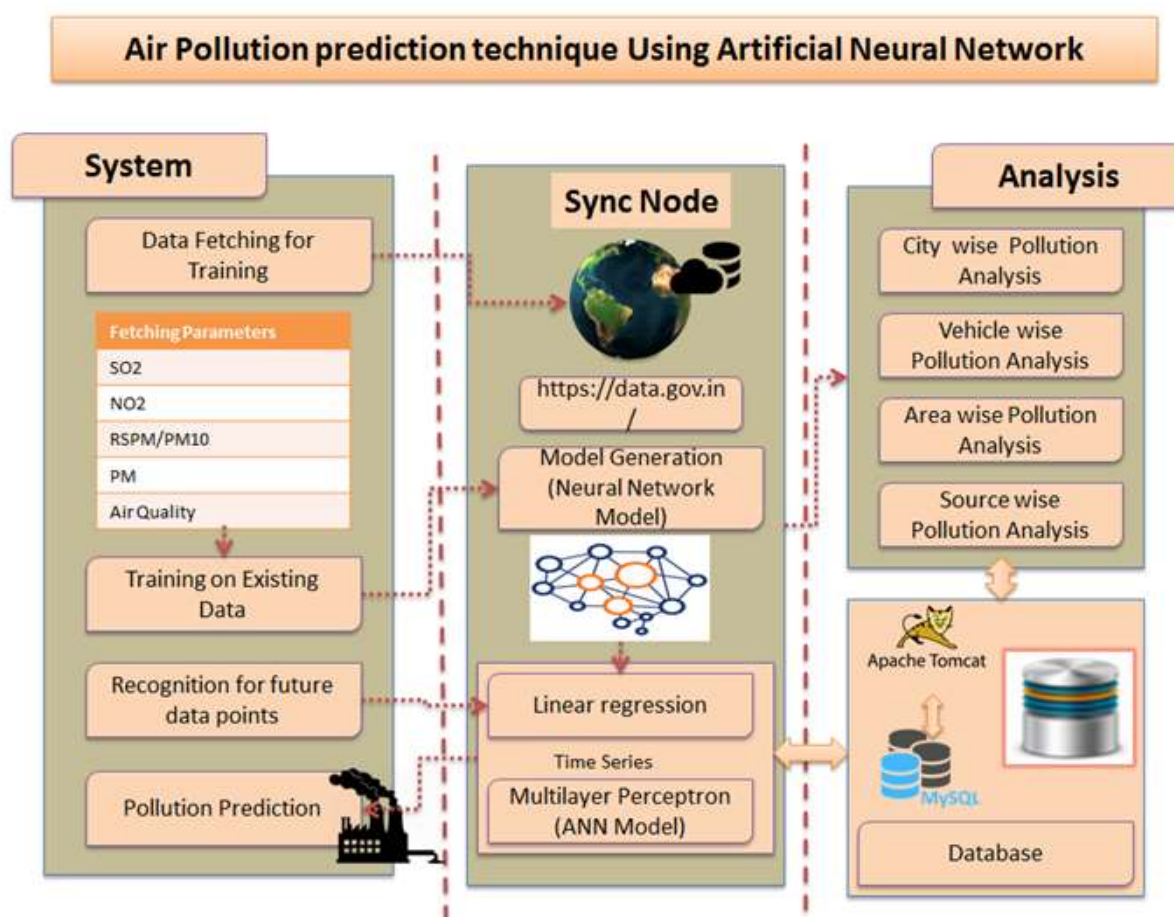 Air Pollution prediction technique Using Artificial Neural Network
System
Data Fetching for
Training
Fetching Parameters
SO2
NO2
RSPM/PM10
PM
Air Quality
Training on Existing
Data
Recognition for future
data points
Pollution Prediction
Sync Node
https://data.gov.in
/
Model Generation
(Neural Network
Model)
Linear regression
Time Series
Multilayer Perceptron
(ANN Model)
Analysis
City wise Pollution
Analysis
Vehicle wise
Pollution Analysis
Area wise Pollution
Analysis
Source wise
Pollution Analysis
Apache Tomcat
MySQL
Database